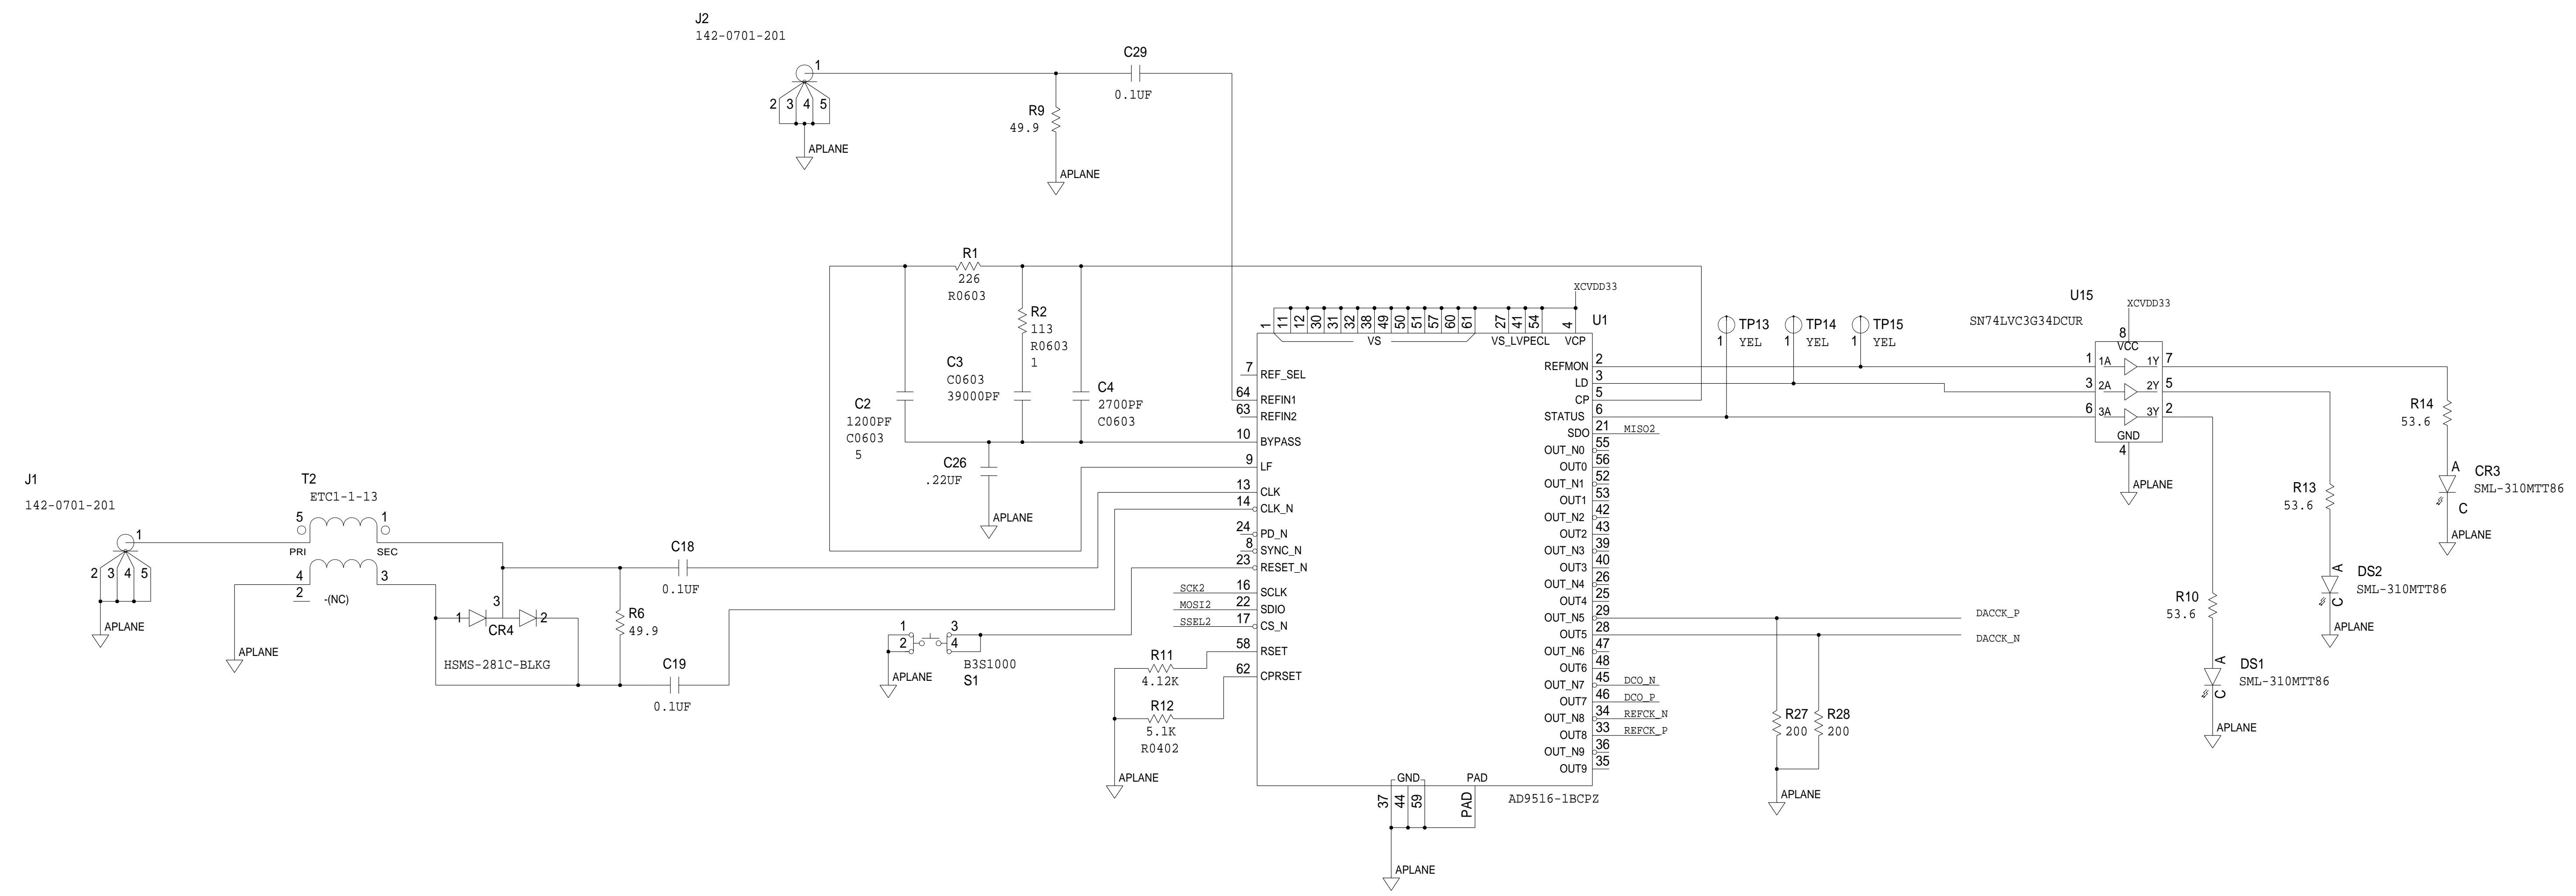 J2
142-0701-201
1
2 3 4 5
APLANE
C29
0.1UF
R9
49.9
APLANE
R1
226
R0603
R2
113
R0603
1
C3
C0603
39000PF
C2
1200PF
C0603
5
C4
2700PF
C0603
C26
.22UF
APLANE
J1
142-0701-201
1
2 3 4 5
APLANE
T2
ETC1-1-13
5
1
PRI
SEC
4
3
2
-(NC)
APLANE
3
1
2
CR4
HSMS-281C-BLKG
R6
49.9
C18
0.1UF
C19
0.1UF
1
2
3
4
APLANE
B3S1000
S1
R11
4.12K
R12
5.1K
R0402
APLANE
XCVDD33
U1
1 11 12 30 31 32 38 49 50 51 57 60 61 27 41 54 4
VS
VS_LVPECL
VCP
7 REF_SEL
64 REFIN1
63 REFIN2
10 BYPASS
9 LF
13 CLK
14 CLK_N
24 PD_N
8 SYNC_N
23 RESET_N
SCK2 16 SCLK
MOSI2 22 SDIO
SSEL2 17 CS_N
58 RSET
62 CPRSET
REFMON 2
LD 3
CP 5
STATUS 6
SDO 21 MISO2
OUT_N0 55
OUT0 56
OUT_N1 52
OUT1 53
OUT_N2 42
OUT2 43
OUT_N3 39
OUT3 40
OUT_N4 26
OUT4 25
OUT_N5 29 DACCK_P
OUT5 28 DACCK_N
OUT_N6 47
OUT6 48
OUT_N7 45 DCO_N
OUT7 46 DCO_P
OUT_N8 34 REFCK_N
OUT8 33 REFCK_P
OUT_N9 36
OUT9 35
GND
PAD
37 44 59 PAD
AD9516-1BCPZ
APLANE
R27
200
R28
200
APLANE
TP13
1 YEL
TP14
1 YEL
TP15
1 YEL
U15
SN74LVC3G34DCUR
XCVDD33
8
VCC
1 1A 1Y 7
3 2A 2Y 5
6 3A 3Y 2
GND
4
APLANE
R14
53.6
A
CR3
SML-310MTT86
C
APLANE
R13
53.6
A
DS2
SML-310MTT86
C
APLANE
R10
53.6
A
DS1
SML-310MTT86
C
APLANE